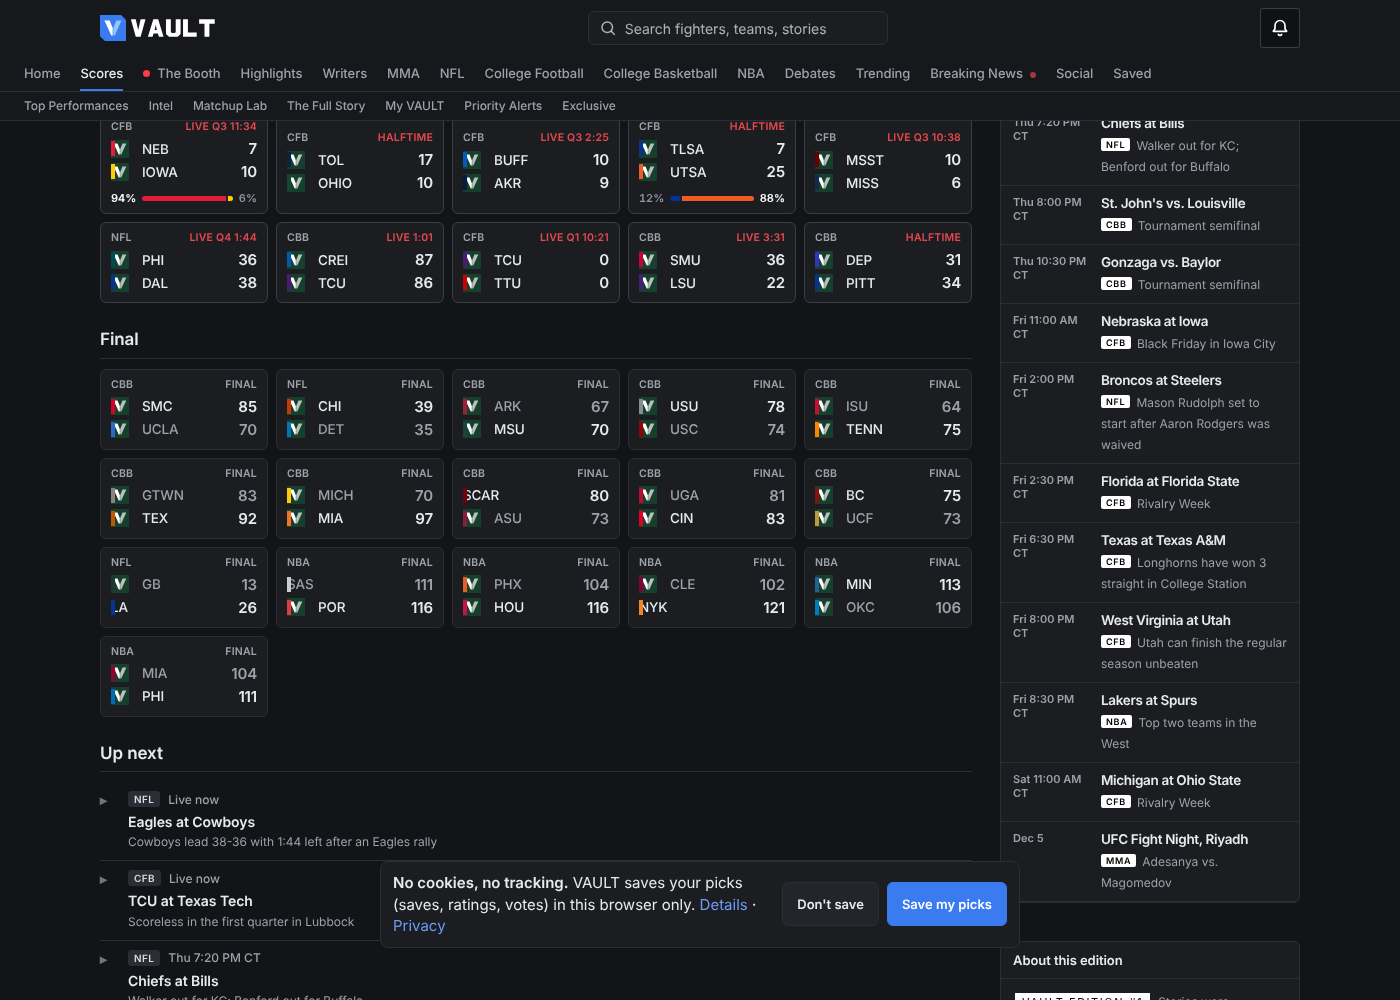 VAULT
Search fighters, teams, stories
Home Scores The Booth Highlights Writers MMA NFL College Football College Basketball NBA Debates Trending Breaking News Social Saved
Top Performances Intel Matchup Lab The Full Story My VAULT Priority Alerts Exclusive
CFB LIVE Q3 11:34
NEB 7
IOWA 10
94% 6%
CFB HALFTIME
TOL 17
OHIO 10
CFB LIVE Q3 2:25
BUFF 10
AKR 9
CFB HALFTIME
TLSA 7
UTSA 25
12% 88%
CFB LIVE Q3 10:38
MSST 10
MISS 6
NFL LIVE Q4 1:44
PHI 36
DAL 38
CBB LIVE 1:01
CREI 87
TCU 86
CFB LIVE Q1 10:21
TCU 0
TTU 0
CBB LIVE 3:31
SMU 36
LSU 22
CBB HALFTIME
DEP 31
PITT 34
Final
CBB FINAL
SMC 85
UCLA 70
NFL FINAL
CHI 39
DET 35
CBB FINAL
ARK 67
MSU 70
CBB FINAL
USU 78
USC 74
CBB FINAL
ISU 64
TENN 75
CBB FINAL
GTWN 83
TEX 92
CBB FINAL
MICH 70
MIA 97
CBB FINAL
SCAR 80
ASU 73
CBB FINAL
UGA 81
CIN 83
CBB FINAL
BC 75
UCF 73
NFL FINAL
GB 13
LA 26
NBA FINAL
SAS 111
POR 116
NBA FINAL
PHX 104
HOU 116
NBA FINAL
CLE 102
NYK 121
NBA FINAL
MIN 113
OKC 106
NBA FINAL
MIA 104
PHI 111
Up next
NFL Live now
Eagles at Cowboys
Cowboys lead 38-36 with 1:44 left after an Eagles rally
CFB Live now
TCU at Texas Tech
Scoreless in the first quarter in Lubbock
NFL Thu 7:20 PM CT
Chiefs at Bills
Walker out for KC; Benford out for Buffalo
Thu 7:20 PM
CT
Chiefs at Bills
NFL Walker out for KC;
Benford out for Buffalo
Thu 8:00 PM
CT
St. John's vs. Louisville
CBB Tournament semifinal
Thu 10:30 PM
CT
Gonzaga vs. Baylor
CBB Tournament semifinal
Fri 11:00 AM
CT
Nebraska at Iowa
CFB Black Friday in Iowa City
Fri 2:00 PM
CT
Broncos at Steelers
NFL Mason Rudolph set to
start after Aaron Rodgers was
waived
Fri 2:30 PM
CT
Florida at Florida State
CFB Rivalry Week
Fri 6:30 PM
CT
Texas at Texas A&M
CFB Longhorns have won 3
straight in College Station
Fri 8:00 PM
CT
West Virginia at Utah
CFB Utah can finish the regular
season unbeaten
Fri 8:30 PM
CT
Lakers at Spurs
NBA Top two teams in the
West
Sat 11:00 AM
CT
Michigan at Ohio State
CFB Rivalry Week
Dec 5
UFC Fight Night, Riyadh
MMA Adesanya vs.
Magomedov
About this edition
VAULT EDITION #1 Stories were
No cookies, no tracking. VAULT saves your picks
(saves, ratings, votes) in this browser only. Details ·
Privacy
Don't save
Save my picks